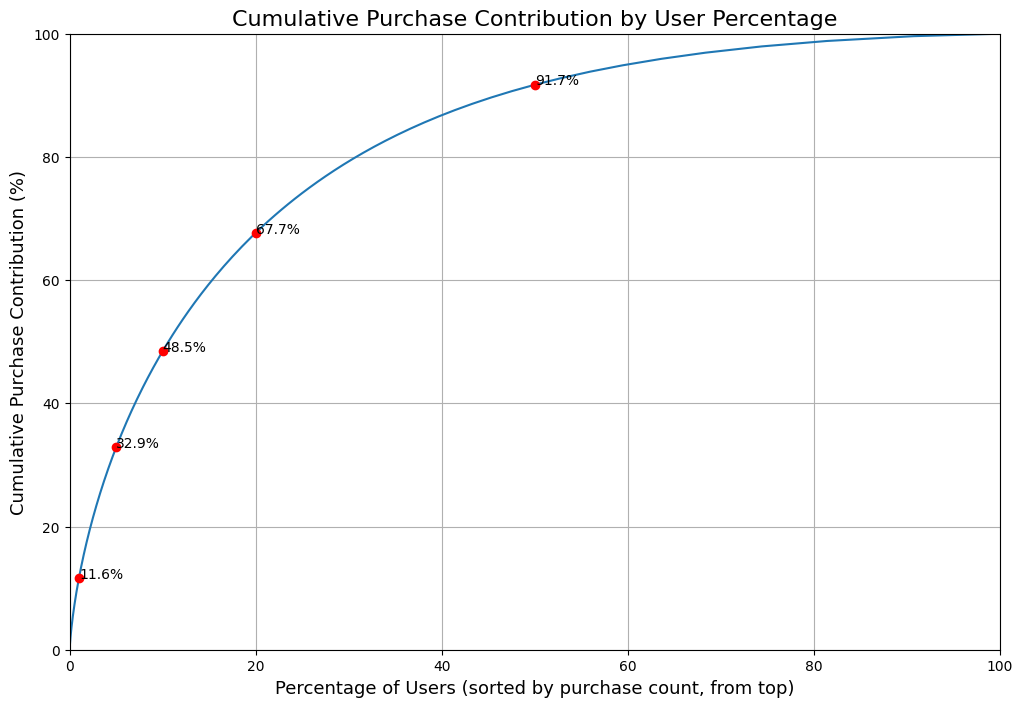 Cumulative Purchase Contribution by User Percentage
100
80
60
40
20
0
Cumulative Purchase Contribution (%)
91.7%
67.7%
48.5%
32.9%
11.6%
0 20 40 60 80 100
Percentage of Users (sorted by purchase count, from top)